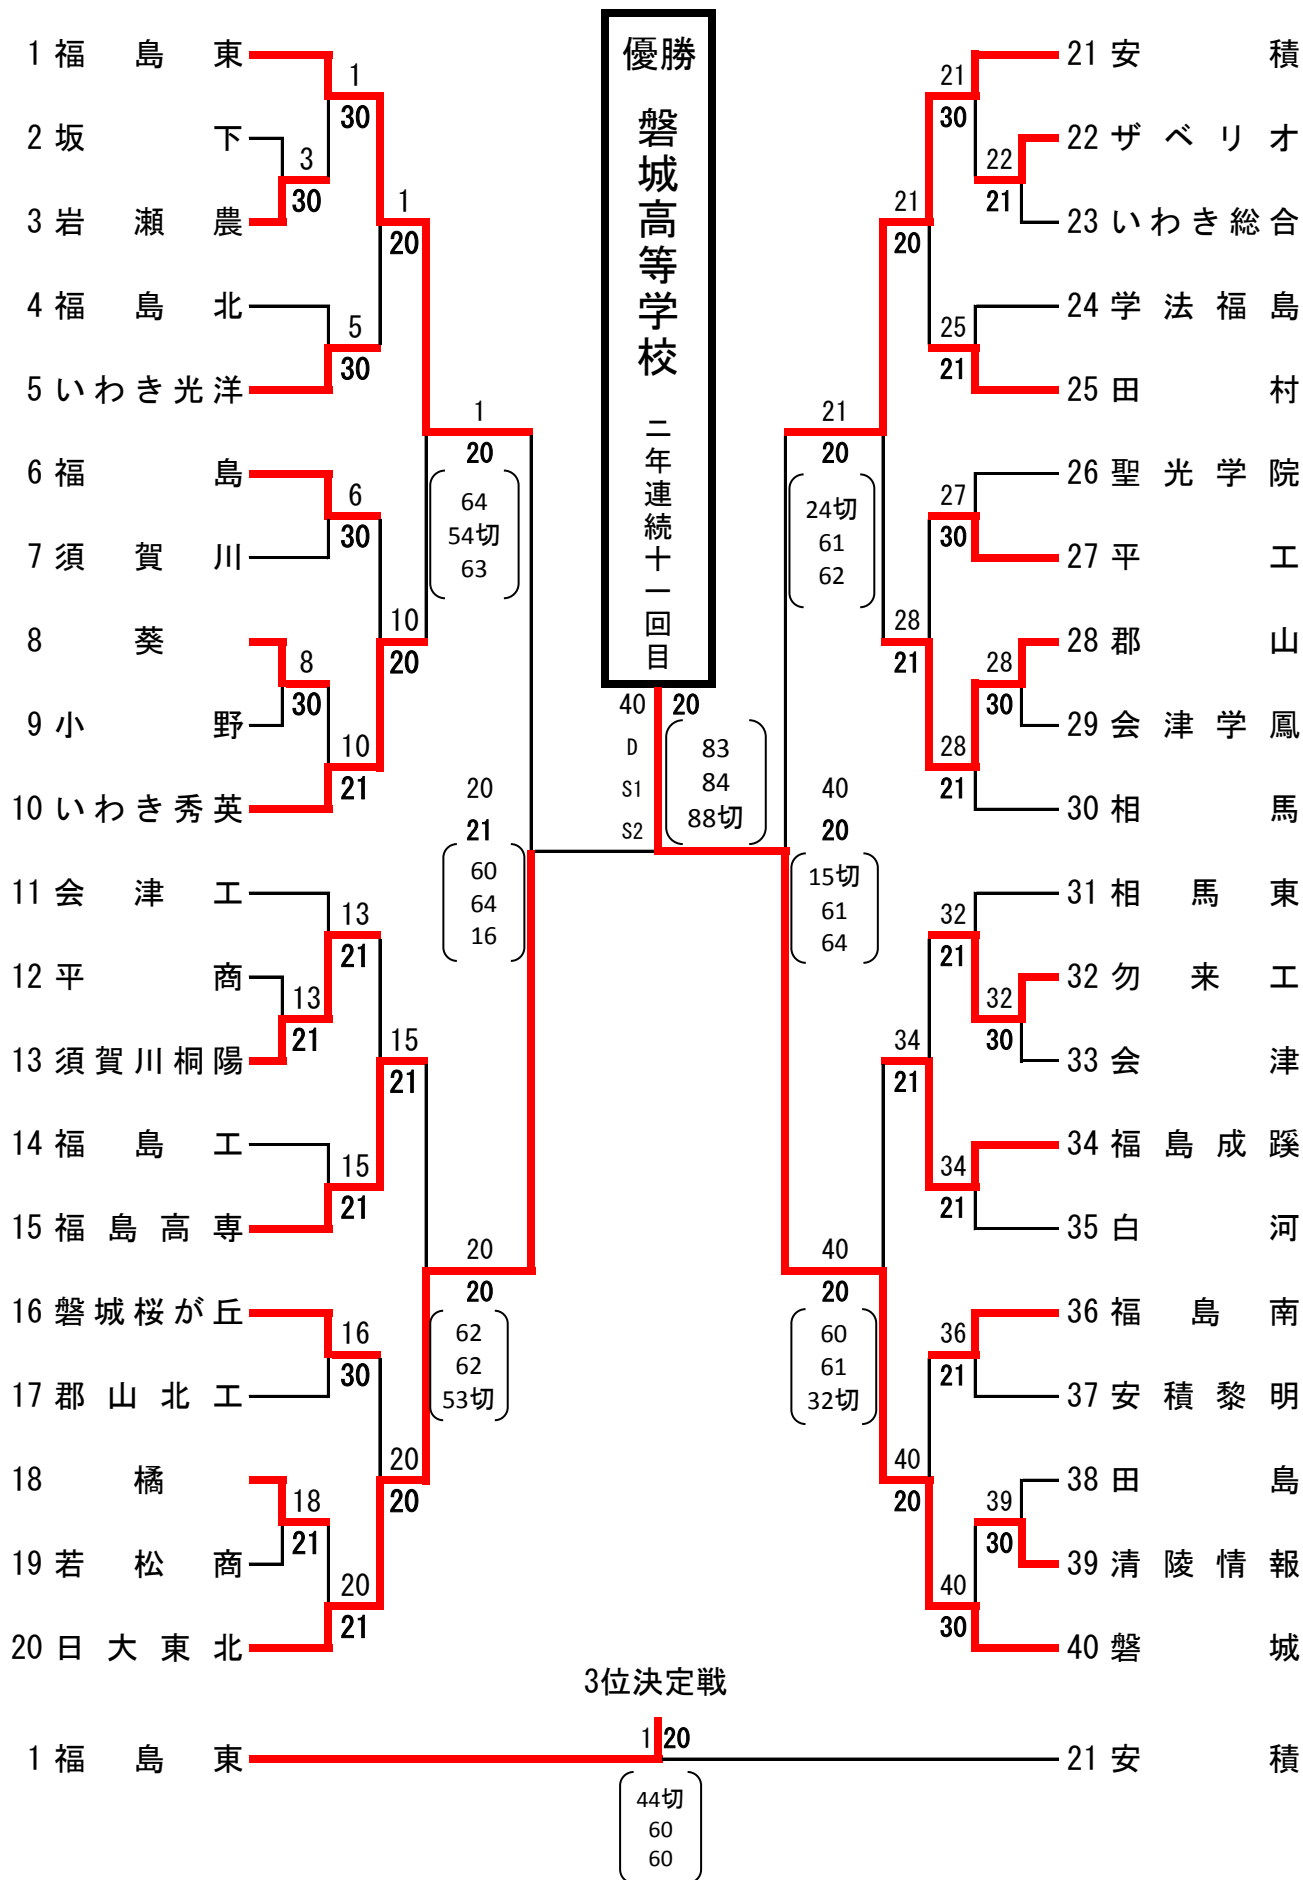 優勝
磐城高等学校
二年連続十一回目
40 20
D 83
S1 84
S2 88切
1 福島東
2 坂下
3 岩瀬農
4 福島北
5 いわき光洋
6 福島
7 須賀川
8 葵
9 小野
10 いわき秀英
11 会津工
12 平商
13 須賀川桐陽
14 福島工
15 福島高専
16 磐城桜が丘
17 郡山北工
18 橘
19 若松商
20 日大東北
1
30
3
30
5
30
6
30
8
30
10
21
13
21
13
21
15
21
16
30
18
21
20
21
1
20
10
20
15
21
20
20
1
20
64
54切
63
20
21
60
64
16
20
20
62
62
53切
21
20
24切
61
62
40
20
15切
61
64
40
20
60
61
32切
21
20
28
21
34
21
40
20
21
30
22
21
25
21
27
30
28
30
28
21
32
21
32
30
34
21
36
21
39
30
40
30
21 安積
22 ザベリオ
23 いわき総合
24 学法福島
25 田村
26 聖光学院
27 平工
28 郡山
29 会津学鳳
30 相馬
31 相馬東
32 勿来工
33 会津
34 福島成蹊
35 白河
36 福島南
37 安積黎明
38 田島
39 清陵情報
40 磐城
3位決定戦
1 福島東
1 20
21 安積
44切
60
60